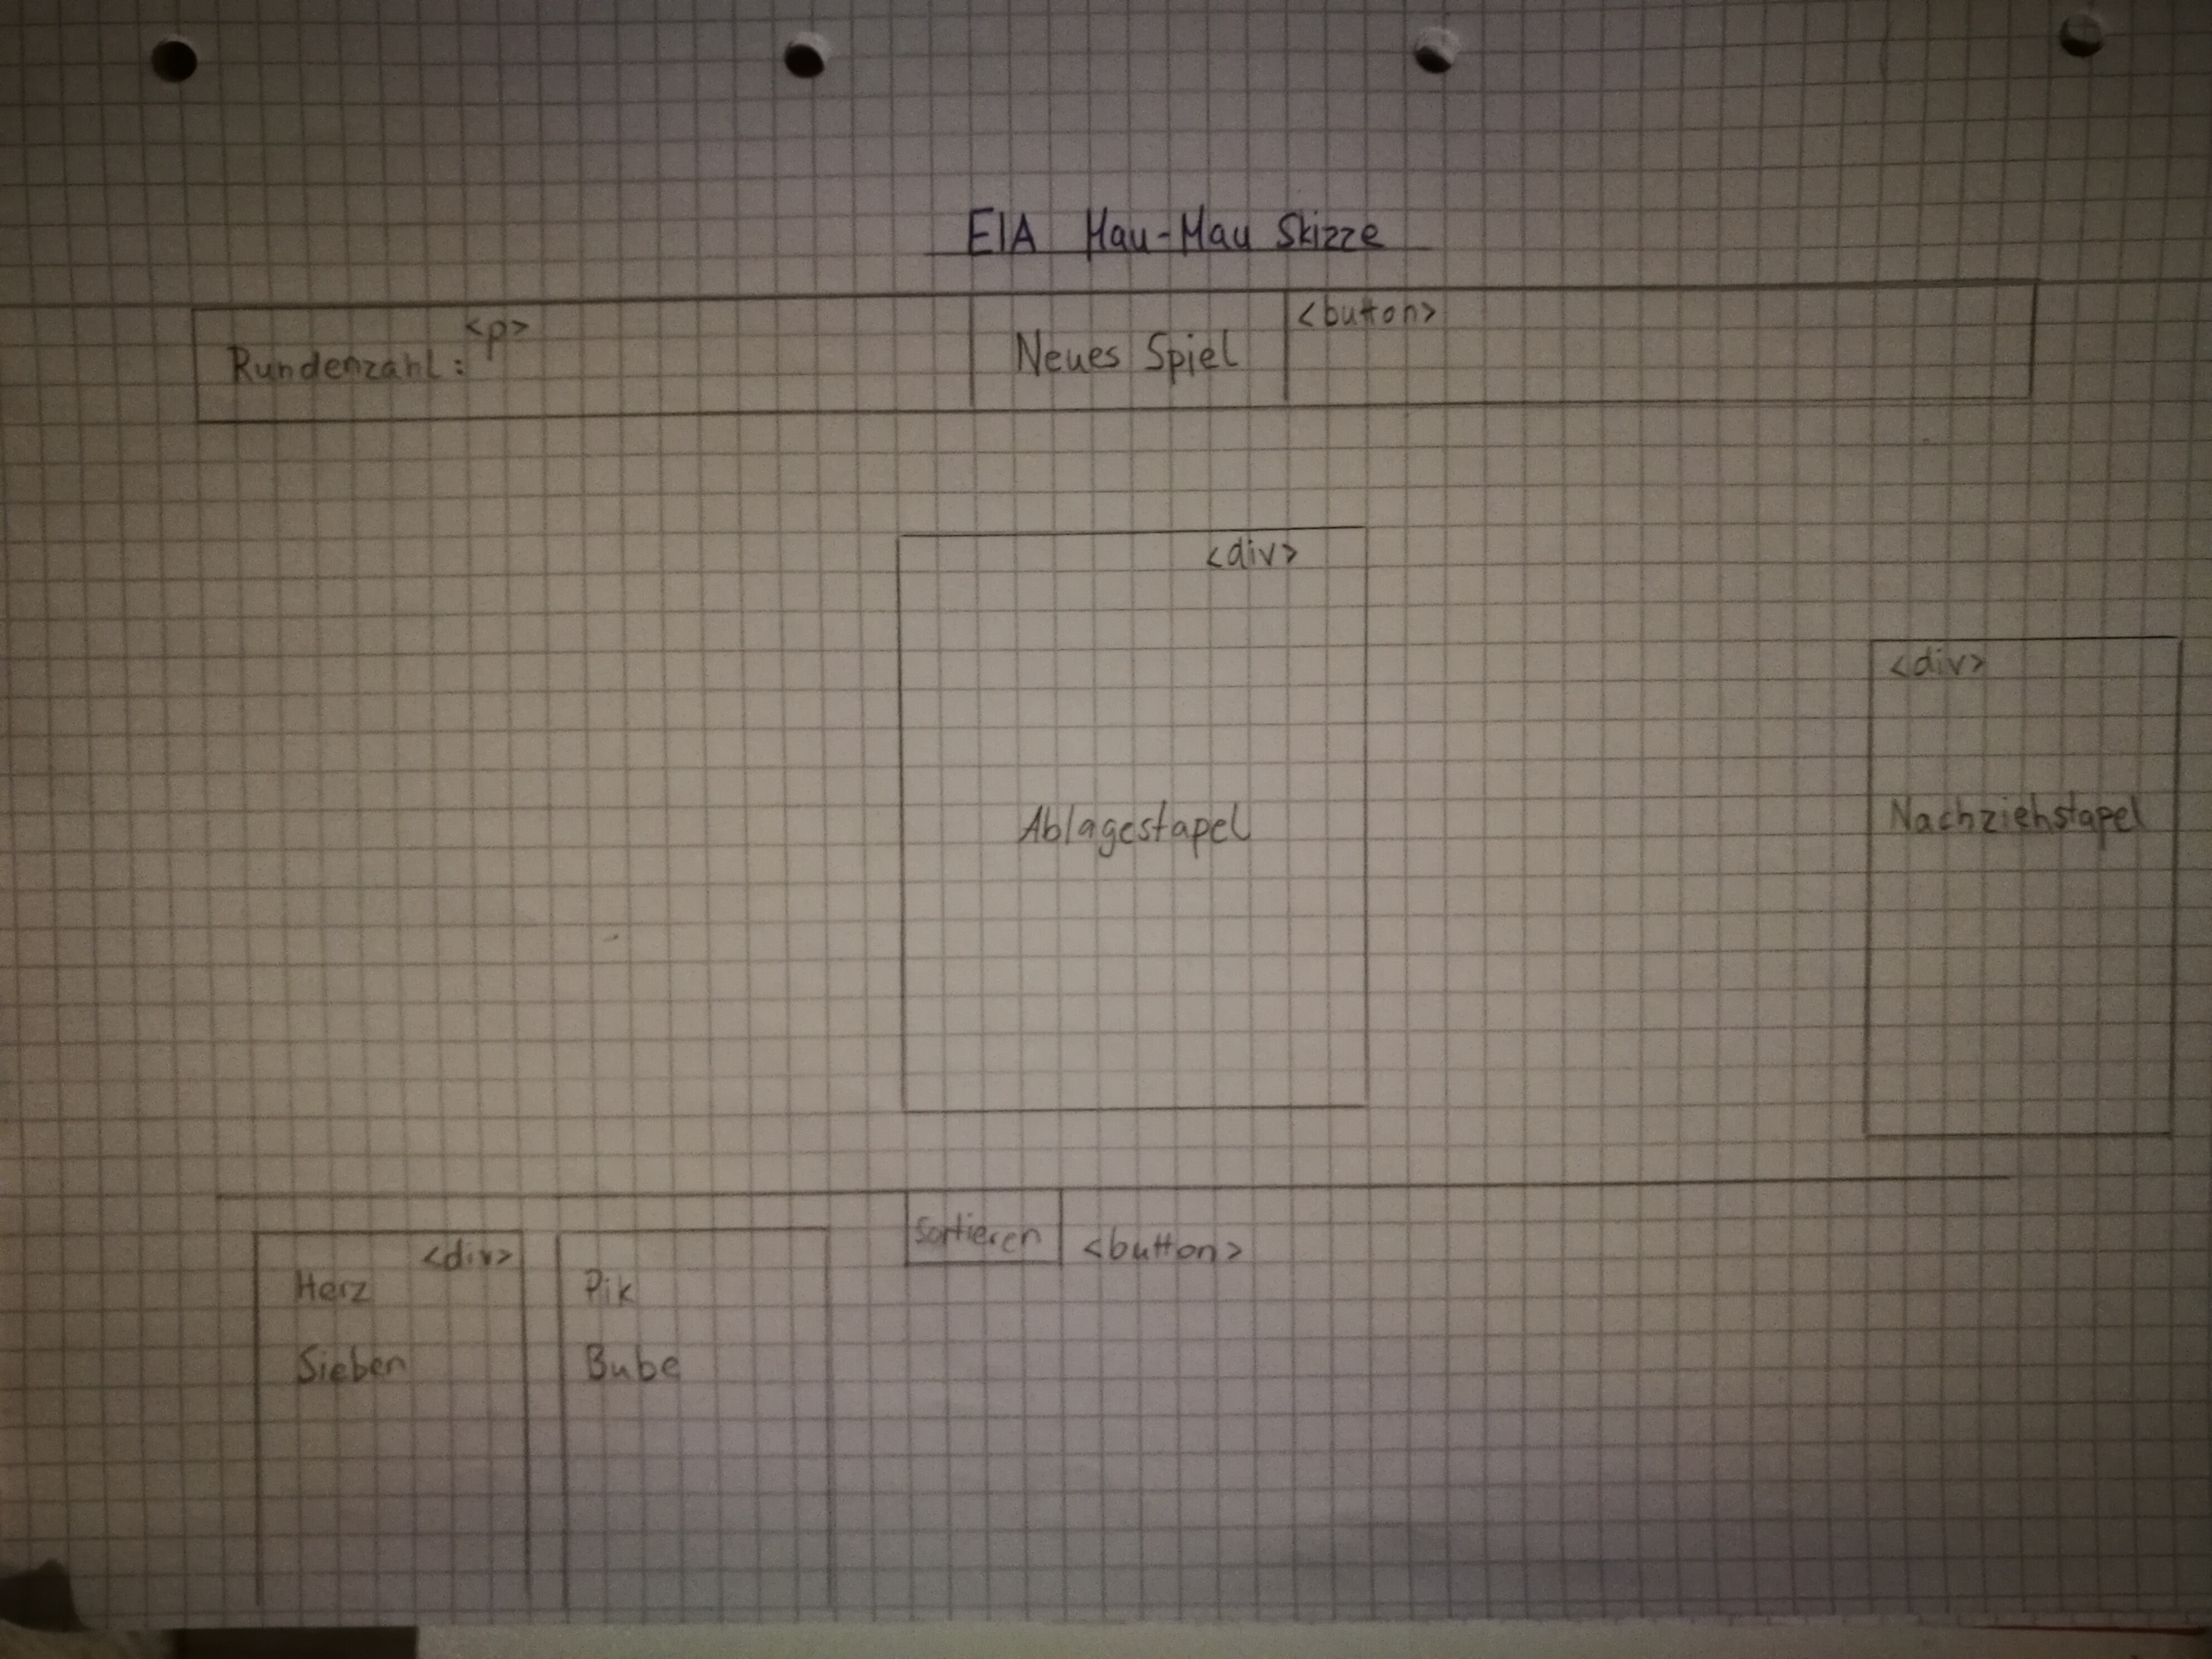 EIA Mau-Mau Skizze
<p>
Rundenzahl:
Neues Spiel
<button>
<div>
Ablagestapel
<div>
Nachziehstapel
Sortieren
<button>
<div>
Herz
Sieben
Pik
Bube